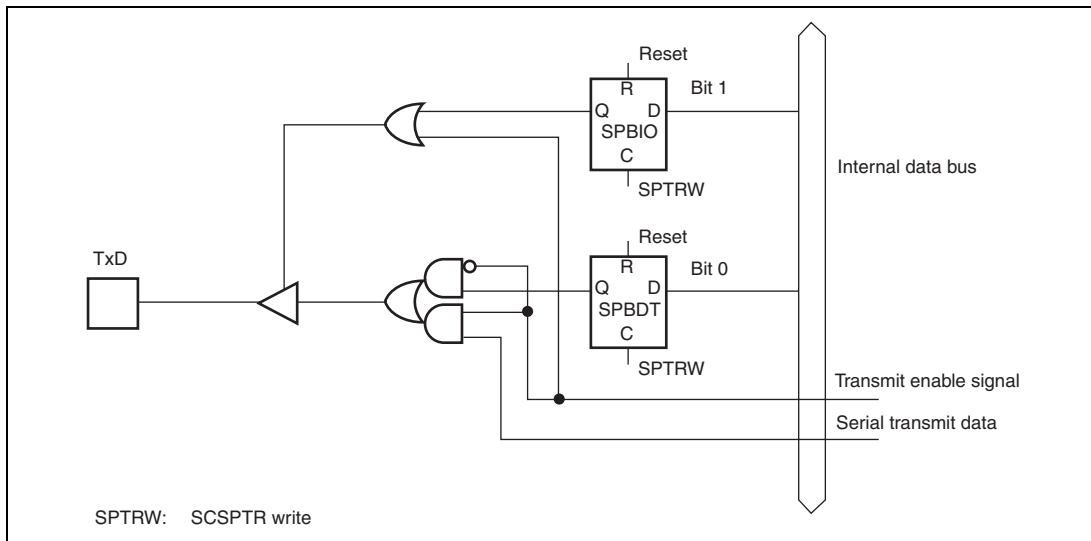 Reset
R
Bit 1
Q D
SPBIO
C
Internal data bus
SPTRW
Reset
TxD
R
Bit 0
Q D
SPBDT
C
SPTRW
Transmit enable signal
Serial transmit data
SPTRW: SCSPTR write